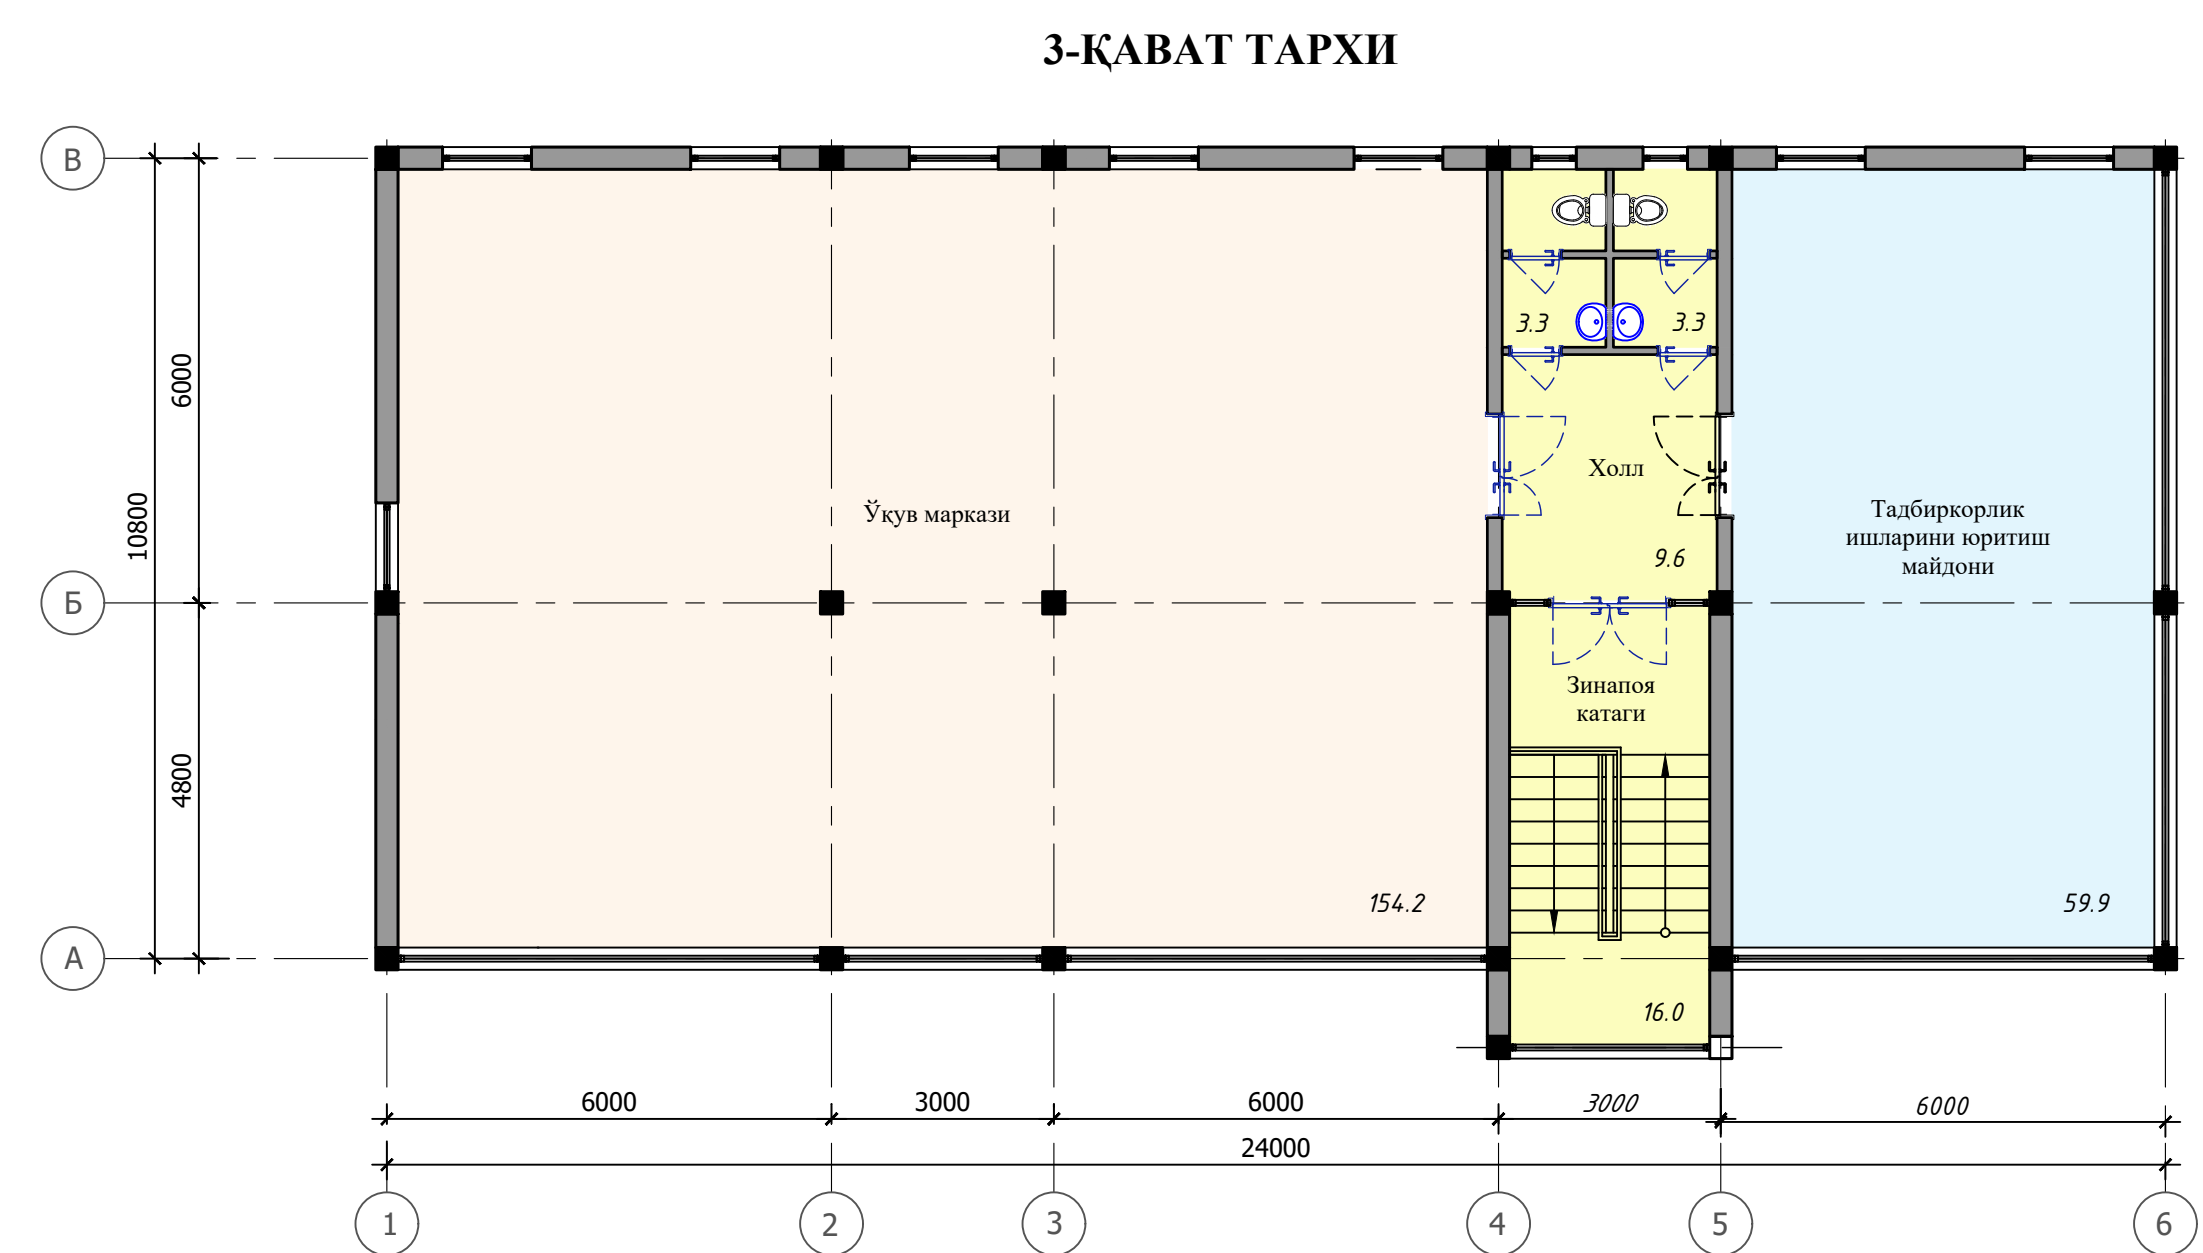 3-ҚАВАТ ТАРХИ
В
6000
10800
Б
4800
А
3.3
3.3
Холл
9.6
Ўқув маркази
Тадбиркорлик
ишларини юритиш
майдони
Зинапоя
катаги
154.2
59.9
16.0
6000
3000
6000
3000
6000
24000
1
2
3
4
5
6